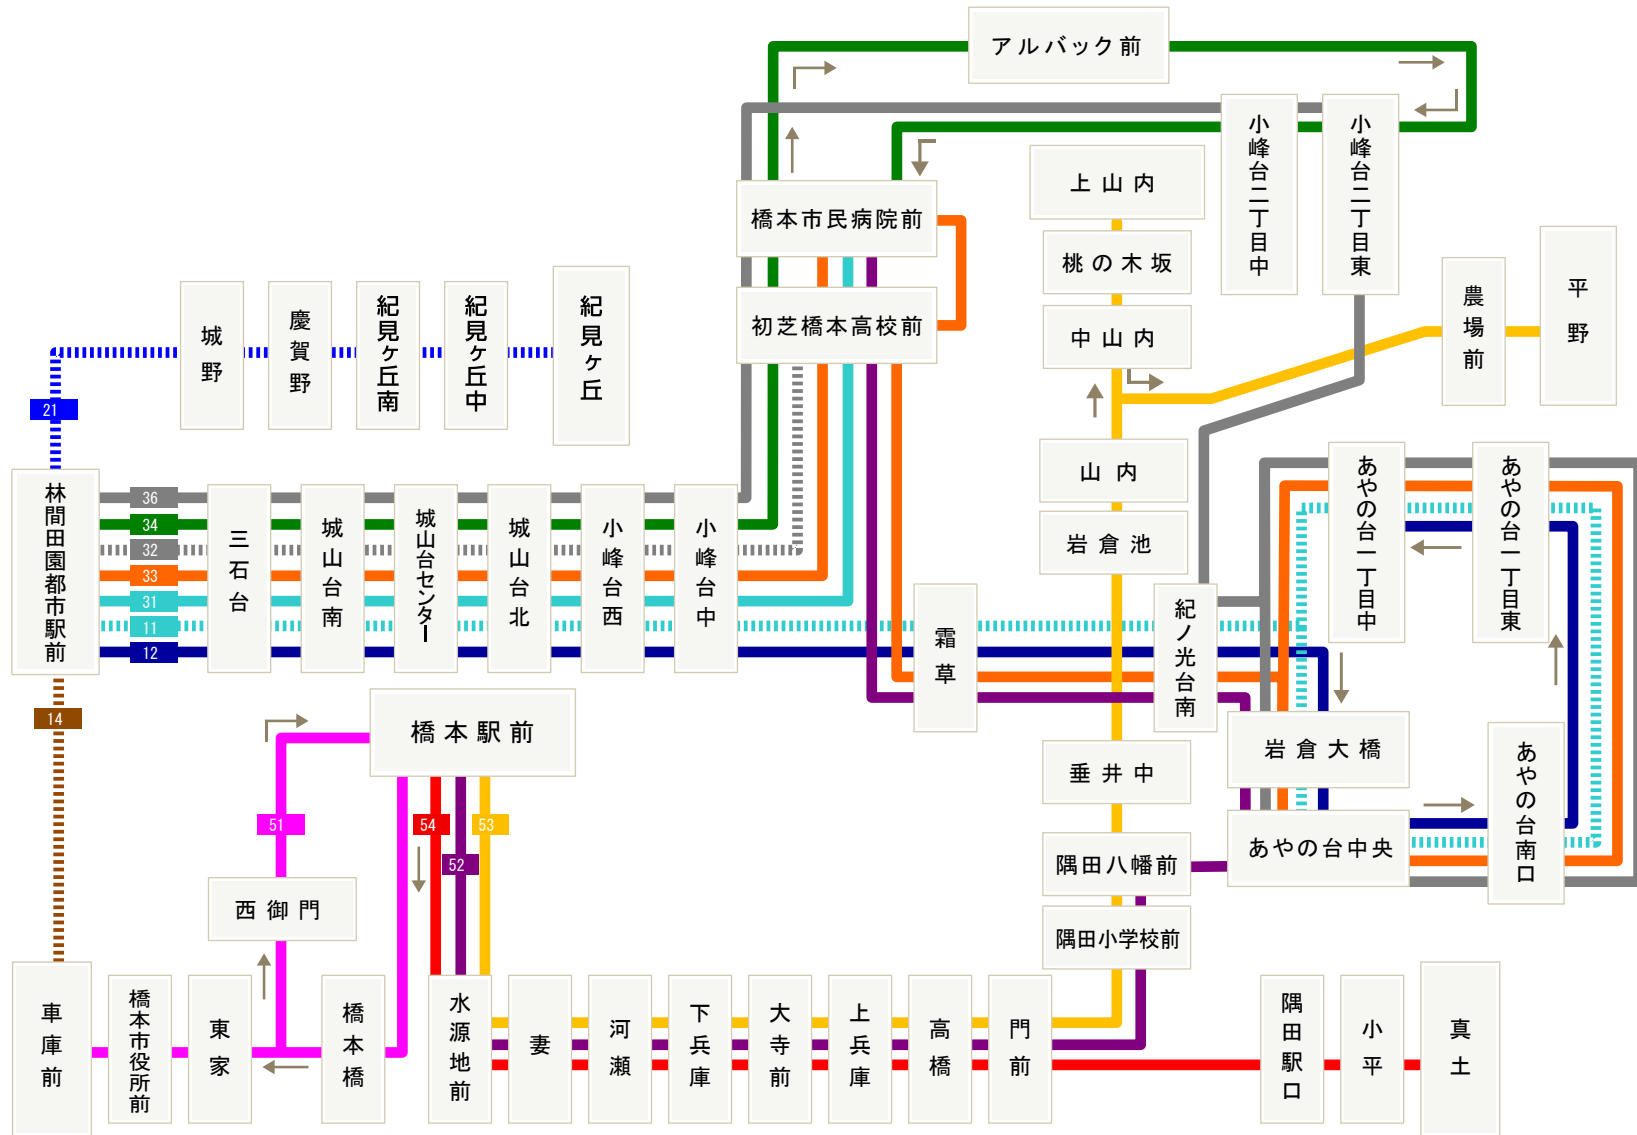 アルバック前
小峰台二丁目中
小峰台二丁目東
上山内
橋本市民病院前
桃の木坂
初芝橋本高校前
中山内
農場前
平野
城野
慶賀野
紀見ヶ丘南
紀見ヶ丘中
紀見ヶ丘
21
山内
岩倉池
あやの台一丁目中
あやの台一丁目東
林間田園都市駅前
36
34
32
33
31
11
12
三石台
城山台南
城山台センター
城山台北
小峰台西
小峰台中
霜草
紀ノ光台南
14
橋本駅前
垂井中
岩倉大橋
あやの台南口
51
54
53
52
隅田八幡前
あやの台中央
西御門
隅田小学校前
車庫前
橋本市役所前
東家
橋本橋
水源地前
妻
河瀬
下兵庫
大寺前
上兵庫
高橋
門前
隅田駅口
小平
真土